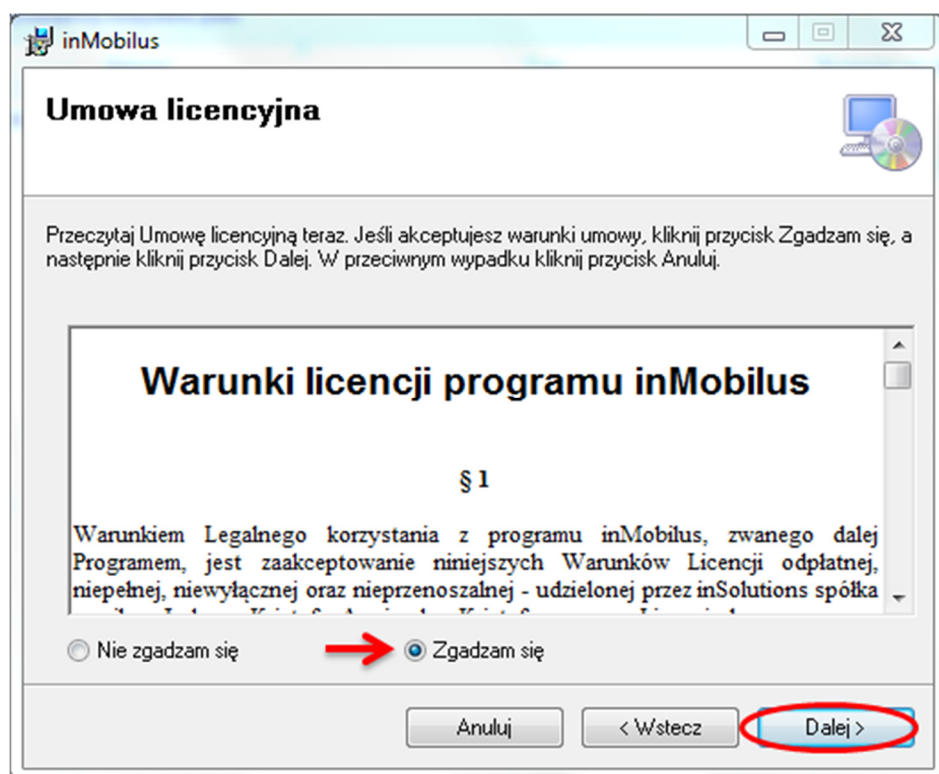 inMobilus
Umowa licencyjna
Przeczytaj Umowę licencyjną teraz. Jeśli akceptujesz warunki umowy, kliknij przycisk Zgadzam się, a
następnie kliknij przycisk Dalej. W przeciwnym wypadku kliknij przycisk Anuluj.
Warunki licencji programu inMobilus
§ 1
Warunkiem Legalnego korzystania z programu inMobilus, zwanego dalej
Programem, jest zaakceptowanie niniejszych Warunków Licencji odpłatnej,
niepełnej, niewyłącznej oraz nieprzenoszalnej - udzielonej przez inSolutions spółka
Nie zgadzam się
Zgadzam się
Anuluj
< Wstecz
Dalej >